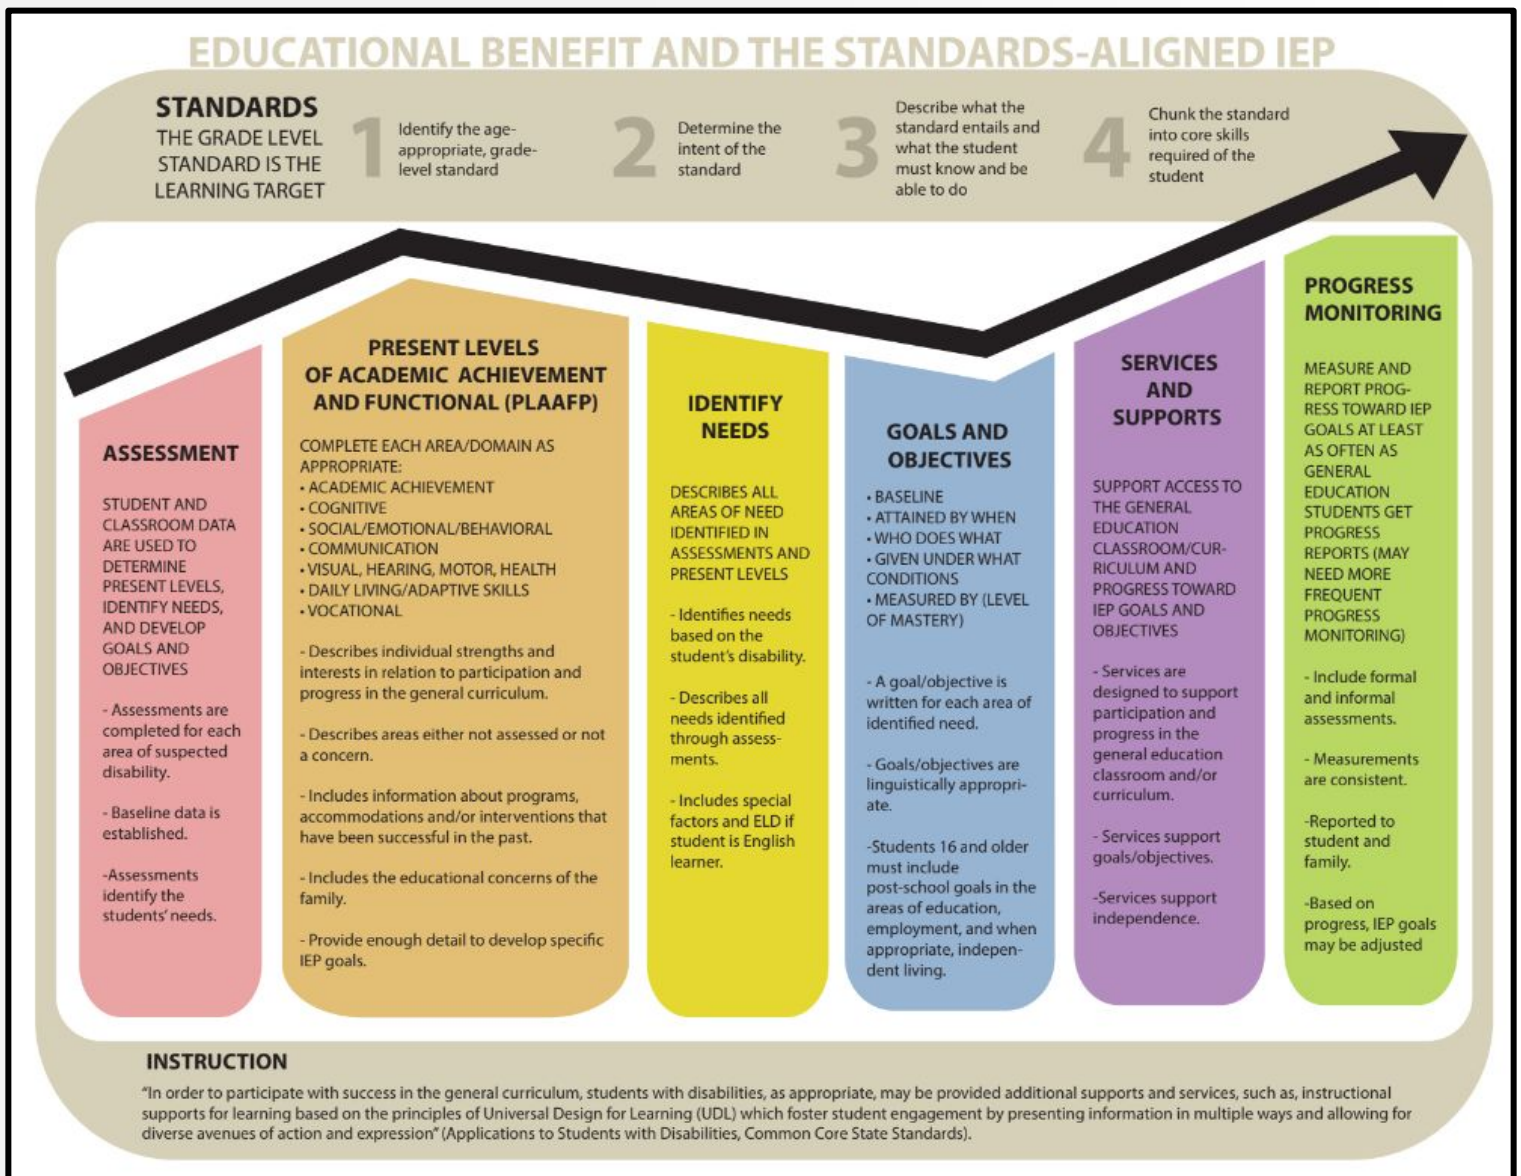 EDUCATIONAL BENEFIT AND THE STANDARDS-ALIGNED IEP
STANDARDS
THE GRADE LEVEL
STANDARD IS THE
LEARNING TARGET
1
Identify the age-
appropriate, grade-
level standard
2
Determine the
intent of the
standard
3
Describe what the
standard entails and
what the student
must know and be
able to do
4
Chunk the standard
into core skills
required of the
student
ASSESSMENT
STUDENT AND
CLASSROOM DATA
ARE USED TO
DETERMINE
PRESENT LEVELS,
IDENTIFY NEEDS,
AND DEVELOP
GOALS AND
OBJECTIVES
- Assessments are
completed for each
area of suspected
disability.
- Baseline data is
established.
-Assessments
identify the
students' needs.
PRESENT LEVELS
OF ACADEMIC ACHIEVEMENT
AND FUNCTIONAL (PLAAFP)
COMPLETE EACH AREA/DOMAIN AS
APPROPRIATE:
• ACADEMIC ACHIEVEMENT
• COGNITIVE
• SOCIAL/EMOTIONAL/BEHAVIORAL
• COMMUNICATION
• VISUAL, HEARING, MOTOR, HEALTH
• DAILY LIVING/ADAPTIVE SKILLS
• VOCATIONAL
- Describes individual strengths and
interests in relation to participation and
progress in the general curriculum.
- Describes areas either not assessed or not
a concern.
- Includes information about programs,
accommodations and/or interventions that
have been successful in the past.
- Includes the educational concerns of the
family.
- Provide enough detail to develop specific
IEP goals.
IDENTIFY
NEEDS
DESCRIBES ALL
AREAS OF NEED
IDENTIFIED IN
ASSESSMENTS AND
PRESENT LEVELS
- Identifies needs
based on the
student's disability.
- Describes all
needs identified
through assess-
ments.
- Includes special
factors and ELD if
student is English
learner.
GOALS AND
OBJECTIVES
• BASELINE
• ATTAINED BY WHEN
• WHO DOES WHAT
• GIVEN UNDER WHAT
CONDITIONS
• MEASURED BY (LEVEL
OF MASTERY)
- A goal/objective is
written for each area of
identified need.
- Goals/objectives are
linguistically appropri-
ate.
-Students 16 and older
must include
post-school goals in the
areas of education,
employment, and when
appropriate, indepen-
dent living.
SERVICES
AND
SUPPORTS
SUPPORT ACCESS TO
THE GENERAL
EDUCATION
CLASSROOM/CUR-
RICULUM AND
PROGRESS TOWARD
IEP GOALS AND
OBJECTIVES
- Services are
designed to support
participation and
progress in the
general education
classroom and/or
curriculum.
- Services support
goals/objectives.
-Services support
independence.
PROGRESS
MONITORING
MEASURE AND
REPORT PROG-
RESS TOWARD IEP
GOALS AT LEAST
AS OFTEN AS
GENERAL
EDUCATION
STUDENTS GET
PROGRESS
REPORTS (MAY
NEED MORE
FREQUENT
PROGRESS
MONITORING)
- Include formal
and informal
assessments.
- Measurements
are consistent.
-Reported to
student and
family.
-Based on
progress, IEP goals
may be adjusted
INSTRUCTION
“In order to participate with success in the general curriculum, students with disabilities, as appropriate, may be provided additional supports and services, such as, instructional
supports for learning based on the principles of Universal Design for Learning (UDL) which foster student engagement by presenting information in multiple ways and allowing for
diverse avenues of action and expression” (Applications to Students with Disabilities, Common Core State Standards).